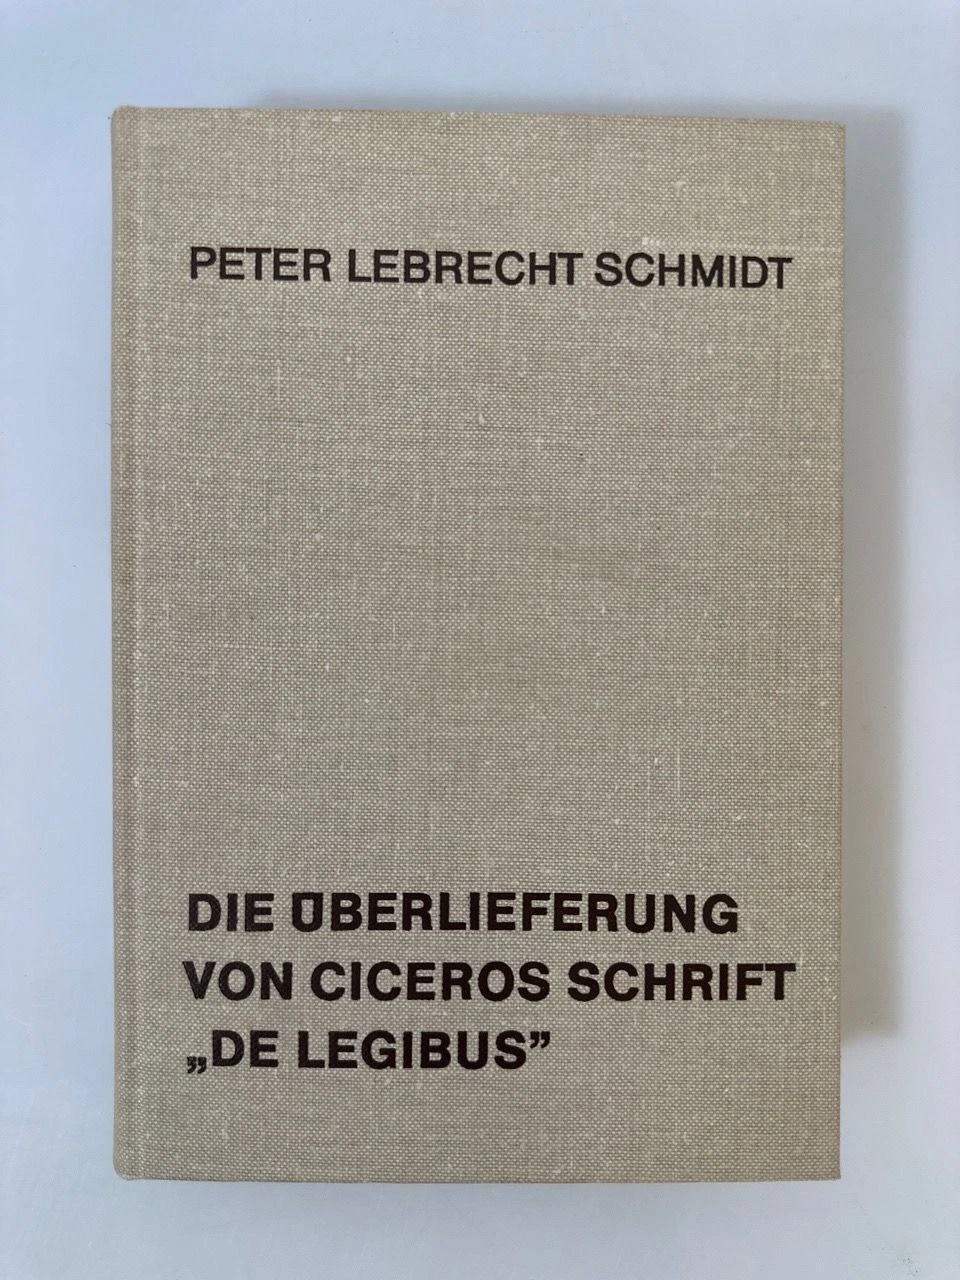 PETER LEBRECHT SCHMIDT
DIE ÜBERLIEFERUNG
VON CICEROS SCHRIFT
„DE LEGIBUS”